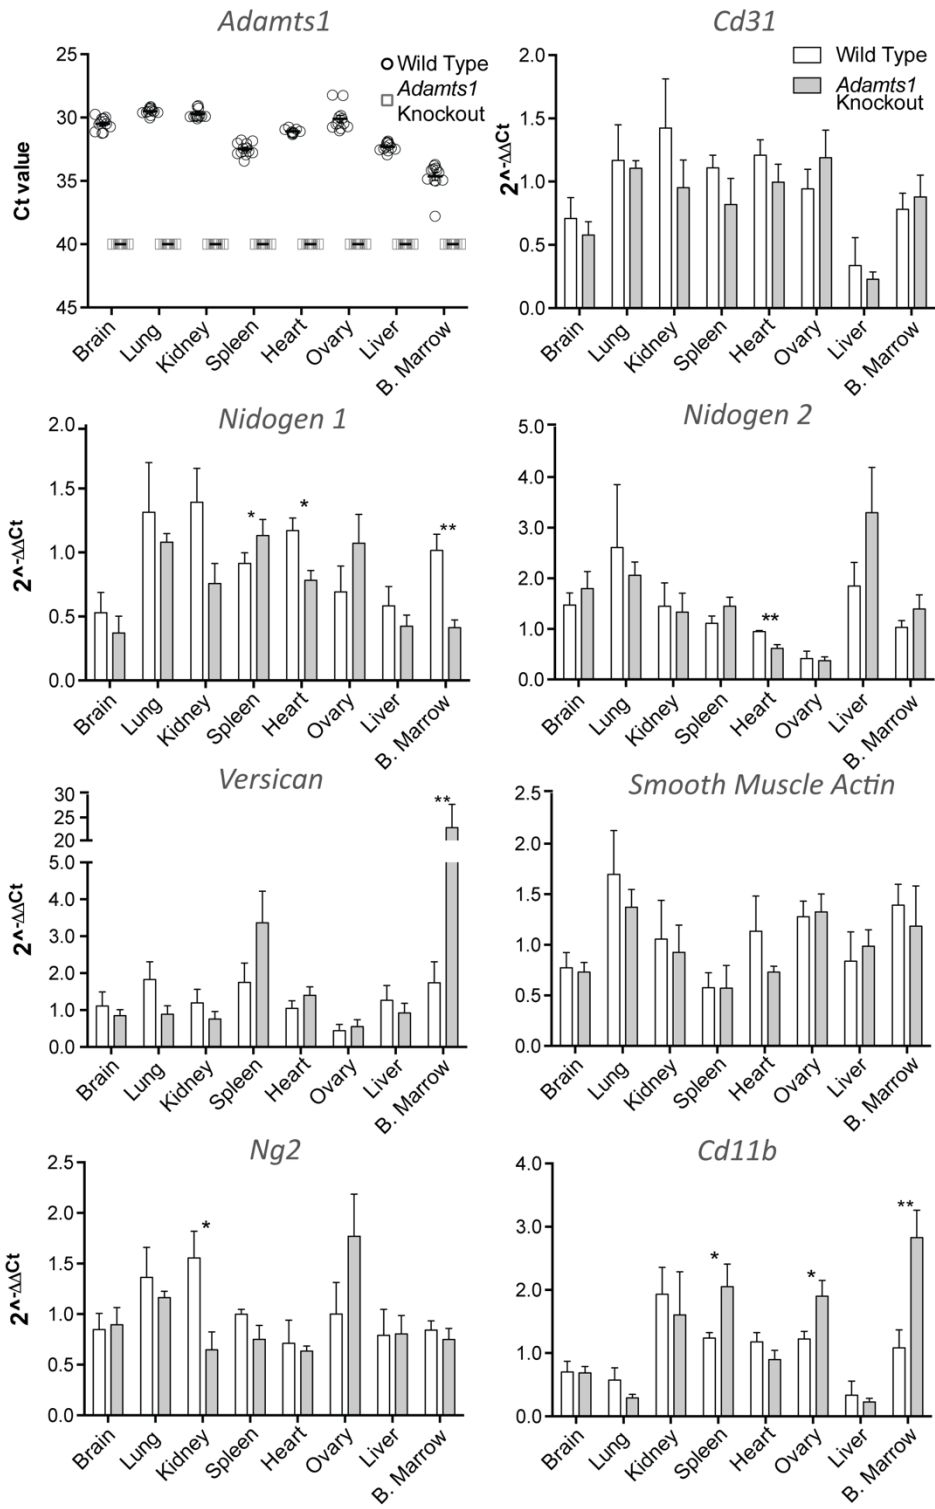 Adamts1
25
30
35
40
45
Ct value
Wild Type
Adamts1
Knockout
Brain
Lung
Kidney
Spleen
Heart
Ovary
Liver
B. Marrow
Cd31
2.0
1.5
1.0
0.5
0.0
2^-ΔΔCt
Wild Type
Adamts1
Knockout
Brain
Lung
Kidney
Spleen
Heart
Ovary
Liver
B. Marrow
Nidogen 1
2.0
1.5
1.0
0.5
0.0
2^-ΔΔCt
*
*
**
Brain
Lung
Kidney
Spleen
Heart
Ovary
Liver
B. Marrow
Nidogen 2
5.0
4.0
3.0
2.0
1.0
0.0
**
Brain
Lung
Kidney
Spleen
Heart
Ovary
Liver
B. Marrow
Versican
30
25
20
5.0
4.0
3.0
2.0
1.0
0.0
2^-ΔΔCt
**
Brain
Lung
Kidney
Spleen
Heart
Ovary
Liver
B. Marrow
Smooth Muscle Actin
2.5
2.0
1.5
1.0
0.5
0.0
Brain
Lung
Kidney
Spleen
Heart
Ovary
Liver
B. Marrow
Ng2
2.5
2.0
1.5
1.0
0.5
0.0
2^-ΔΔCt
*
Brain
Lung
Kidney
Spleen
Heart
Ovary
Liver
B. Marrow
Cd11b
4.0
3.0
2.0
1.0
0.0
*
*
**
Brain
Lung
Kidney
Spleen
Heart
Ovary
Liver
B. Marrow